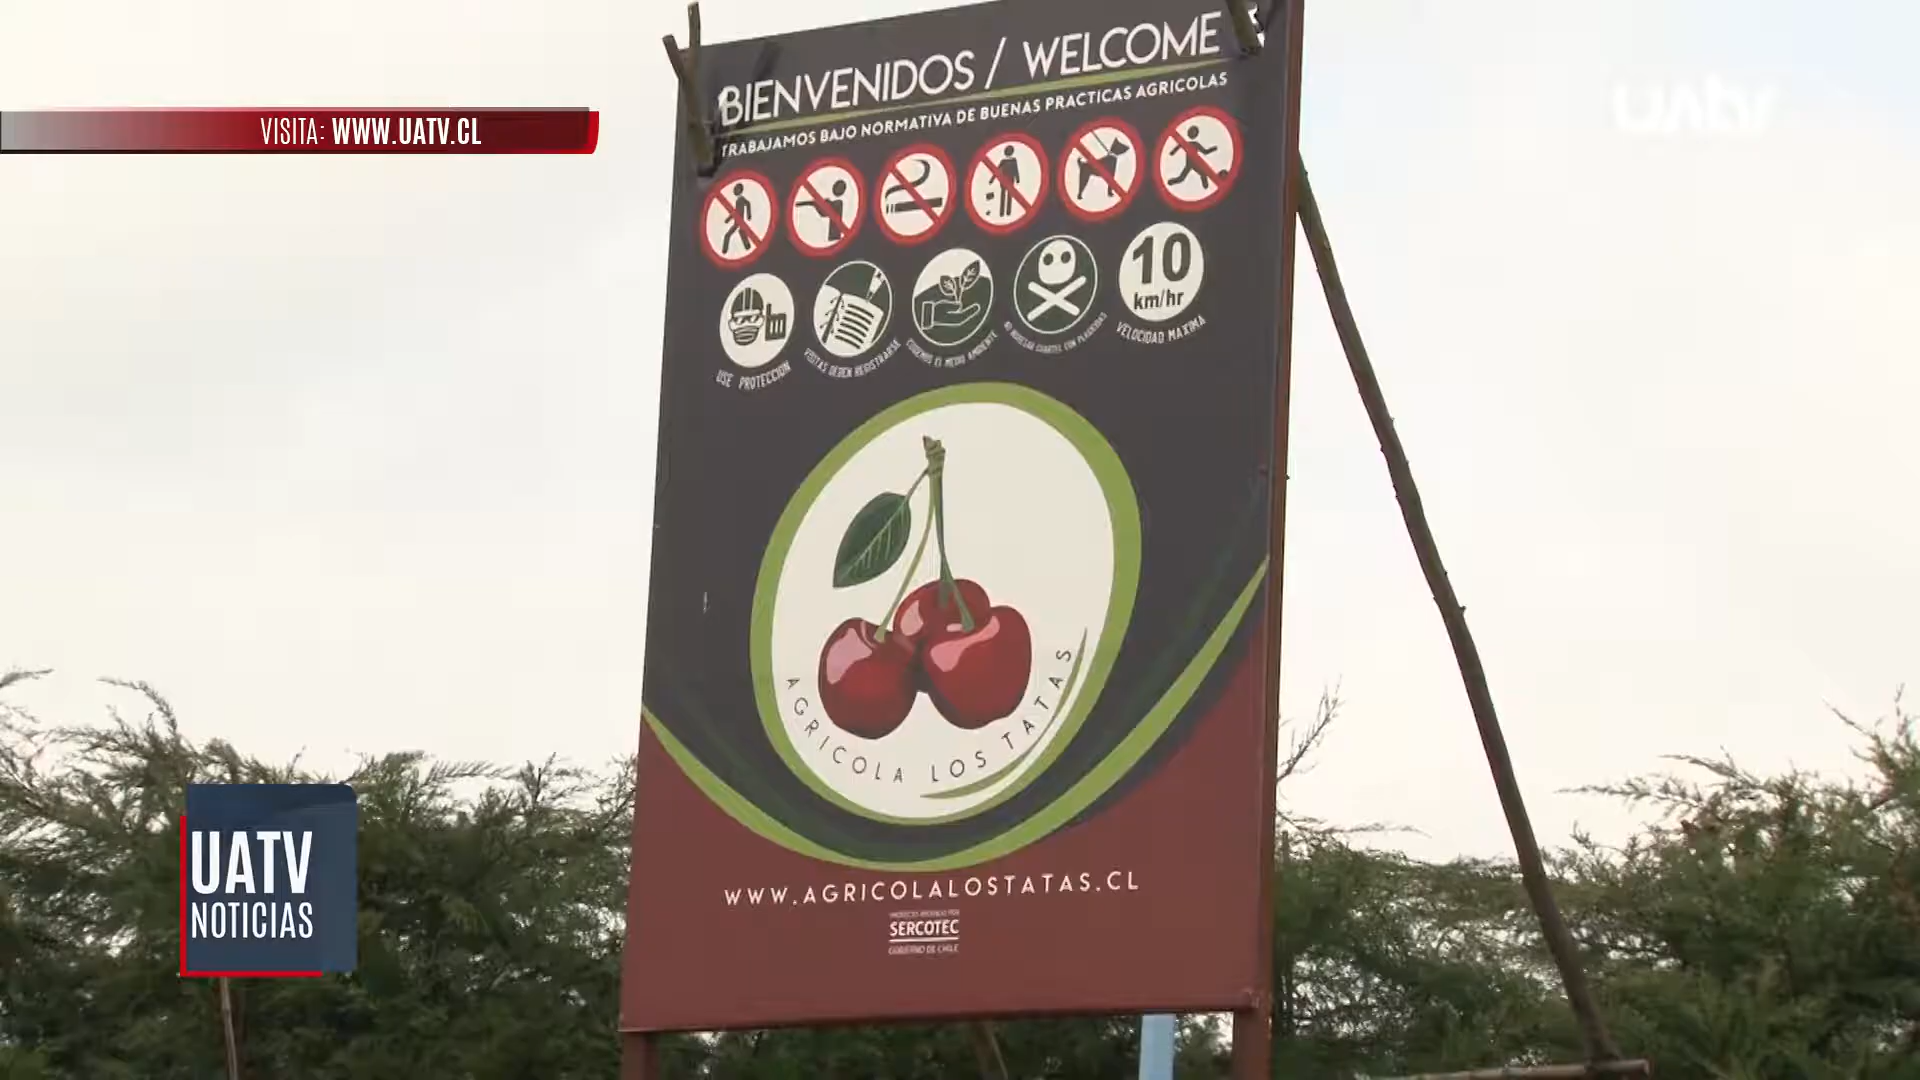 BIENVENIDOS / WELCOME
TRABAJAMOS BAJO NORMATIVA DE BUENAS PRACTICAS AGRICOLAS
VISITA: WWW.UATV.CL
UAtv
10
km/hr
USE PROTECCION
VISITAS DEBEN REGISTRARSE
CUIDEMOS EL MEDIO AMBIENTE
VELOCIDAD MAXIMA
AGRICOLA LOS TATAS
WWW.AGRICOLALOSTATAS.CL
SERCOTEC
GOBIERNO DE CHILE
UATV
NOTICIAS